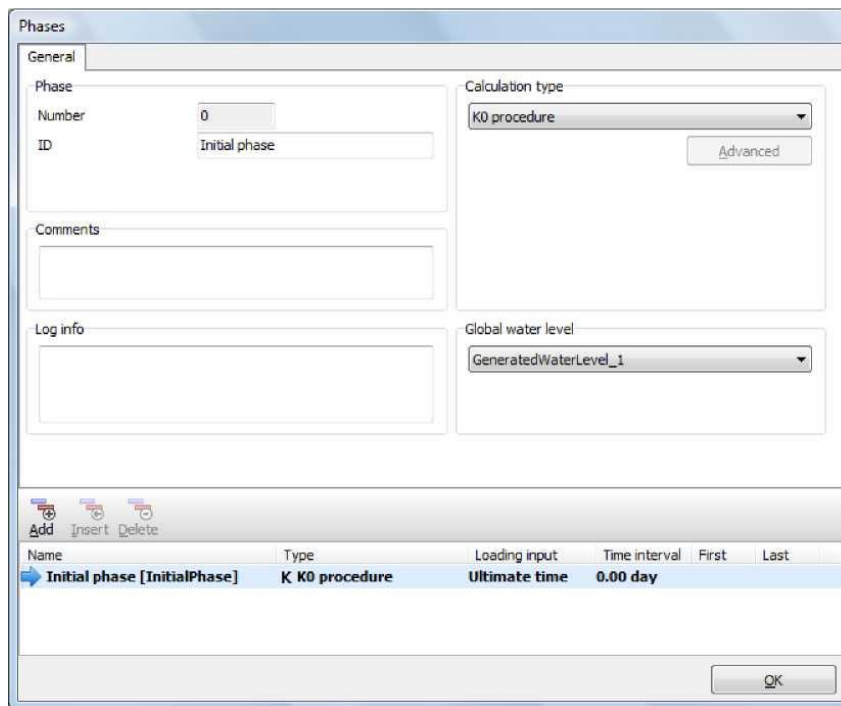 Phases
General
Phase
Number 0
ID Initial phase
Comments
Log info
Calculation type
K0 procedure
Advanced
Global water level
GeneratedWaterLevel_1
Add Insert Delete
Name Type Loading input Time interval First Last
Initial phase [InitialPhase] K K0 procedure Ultimate time 0.00 day
OK